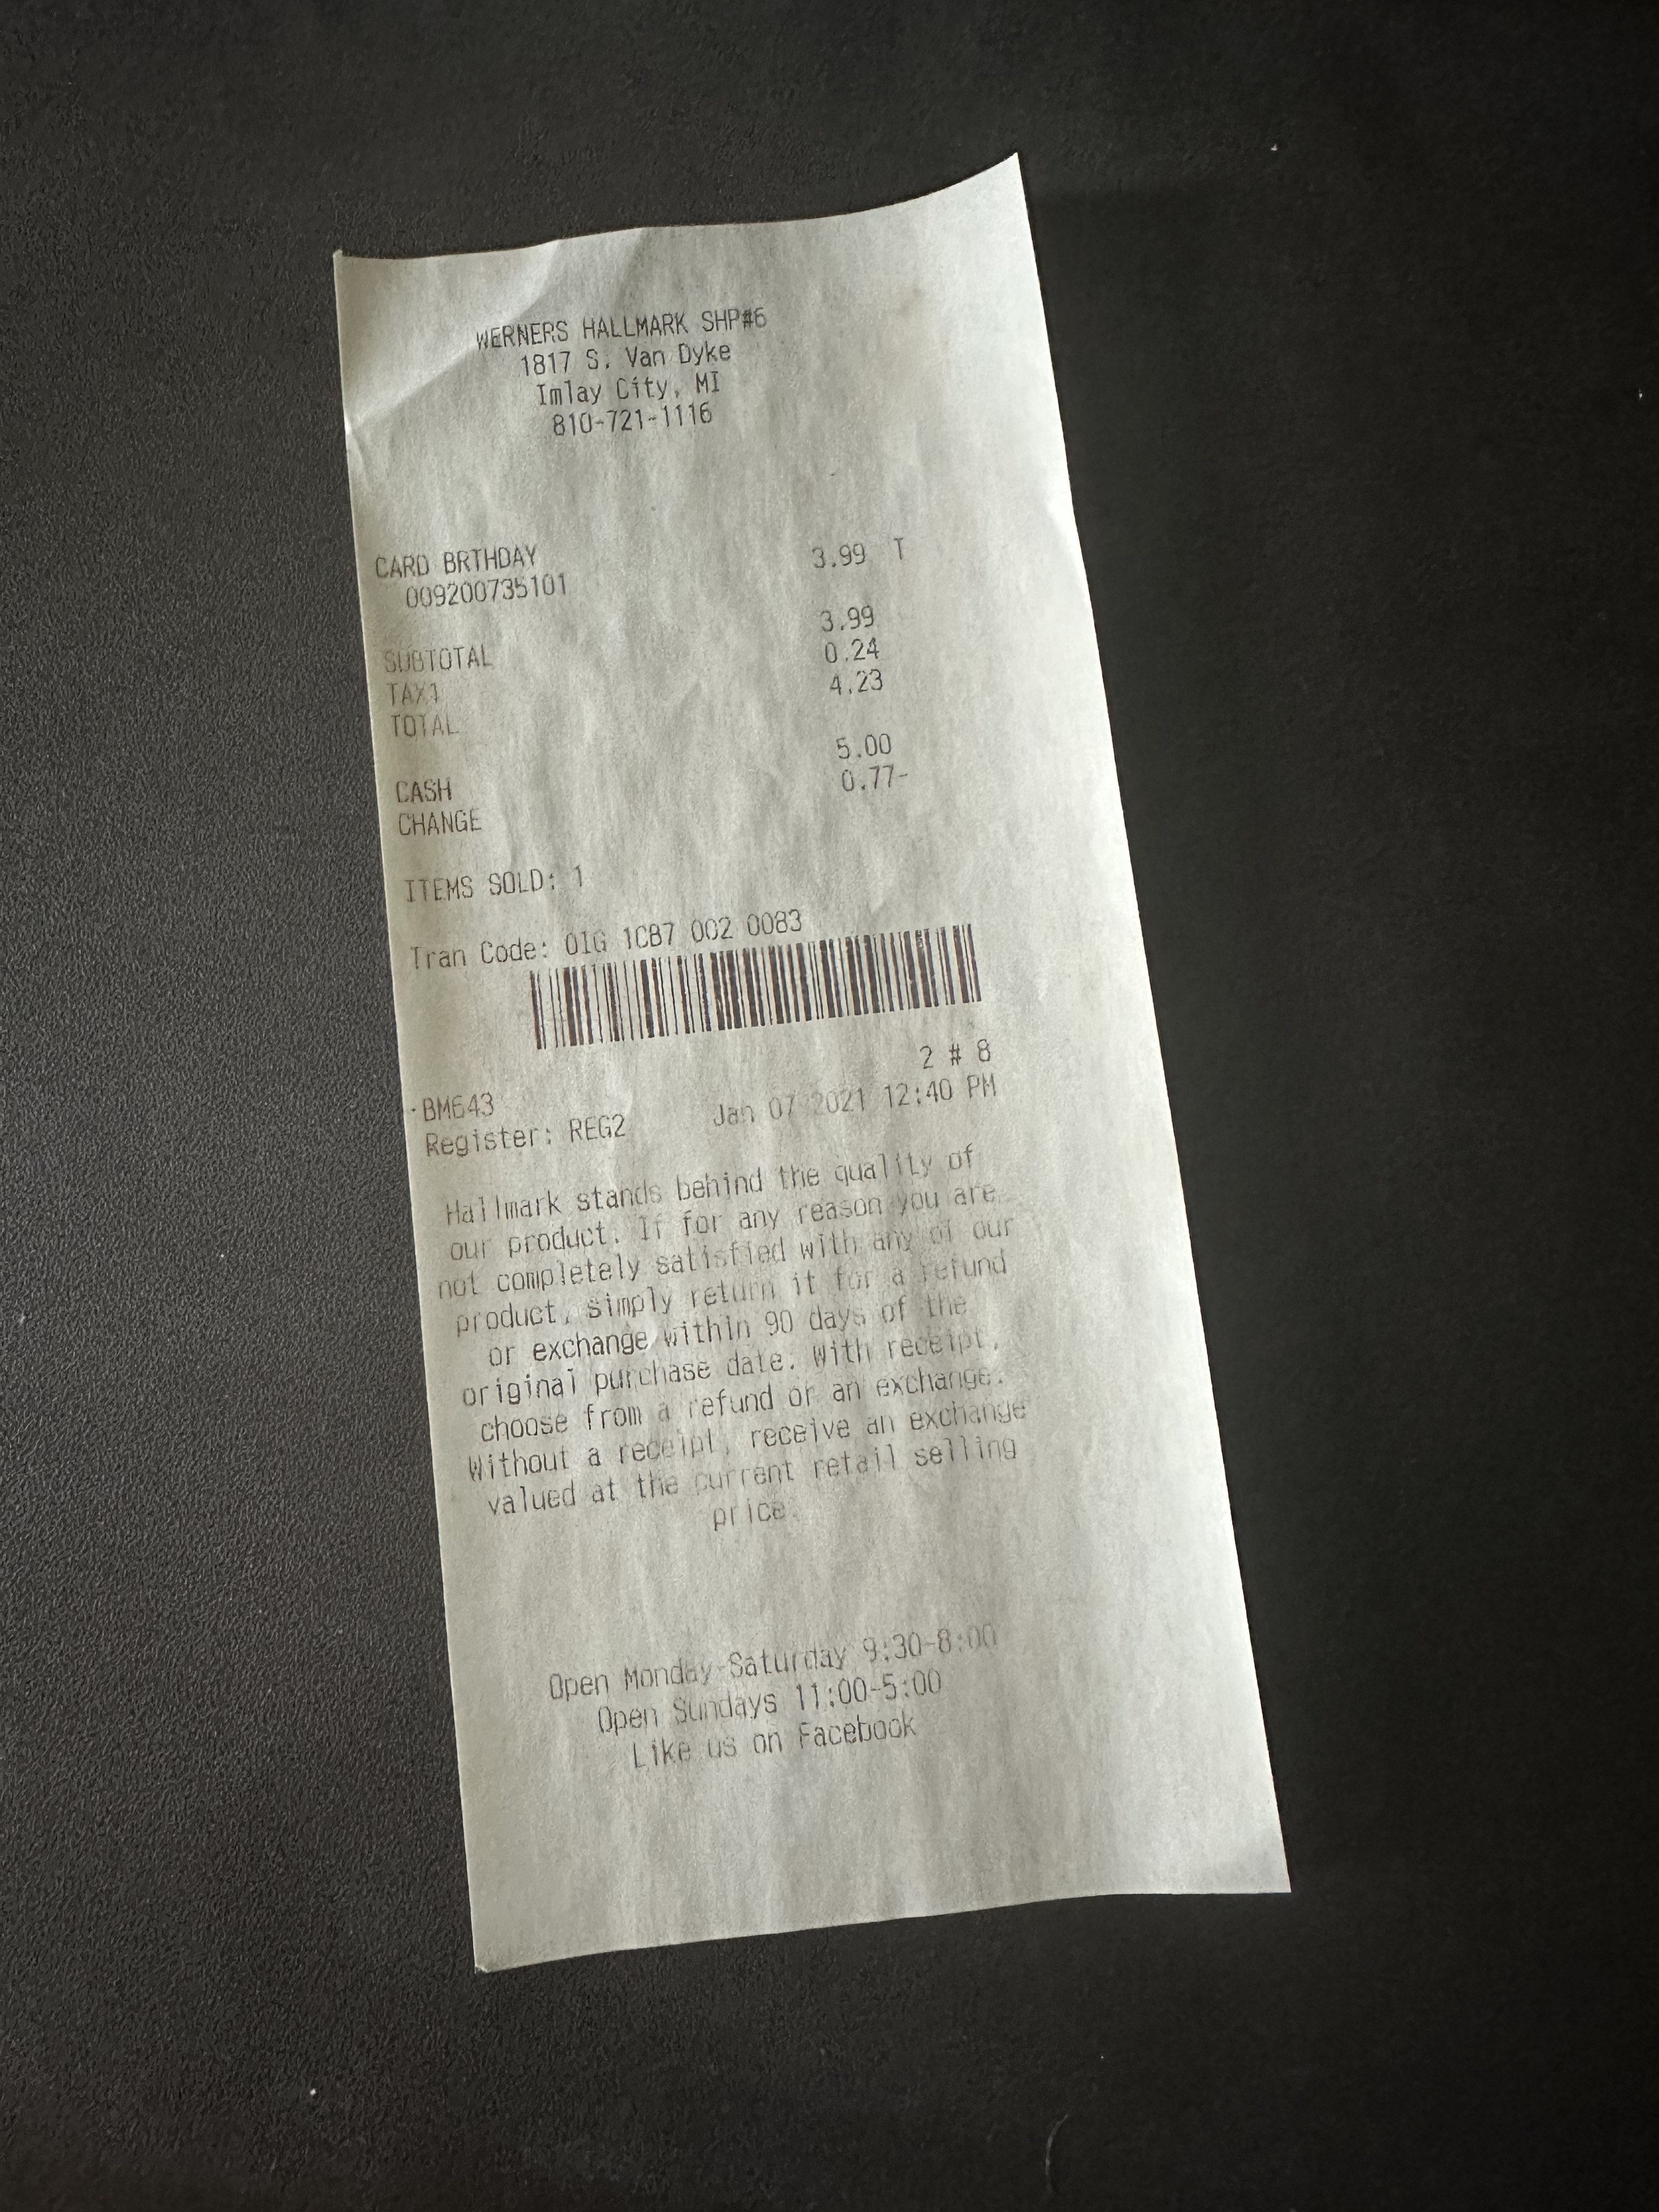 WERNERS HALLMARK SHP#6
1817 S. Van Dyke
Imlay City, MI
810-721-1116
CARD BRTHDAY 3.99 T
009200735101
SUBTOTAL 3.99
TAX1 0.24
TOTAL 4.23
CASH 5.00
CHANGE 0.77-
ITEMS SOLD: 1
Tran Code: 01G 1CB7 002 0083
2 # 8
BM643
Register: REG2 Jan 07 2021 12:40 PM
Hallmark stands behind the quality of
our product. If for any reason you are
not completely satisfied with any of our
product, simply return it for a refund
or exchange within 90 days of the
original purchase date. With receipt,
choose from a refund or an exchange.
Without a receipt, receive an exchange
valued at the current retail selling
price.
Open Monday-Saturday 9:30-8:00
Open Sundays 11:00-5:00
Like us on Facebook